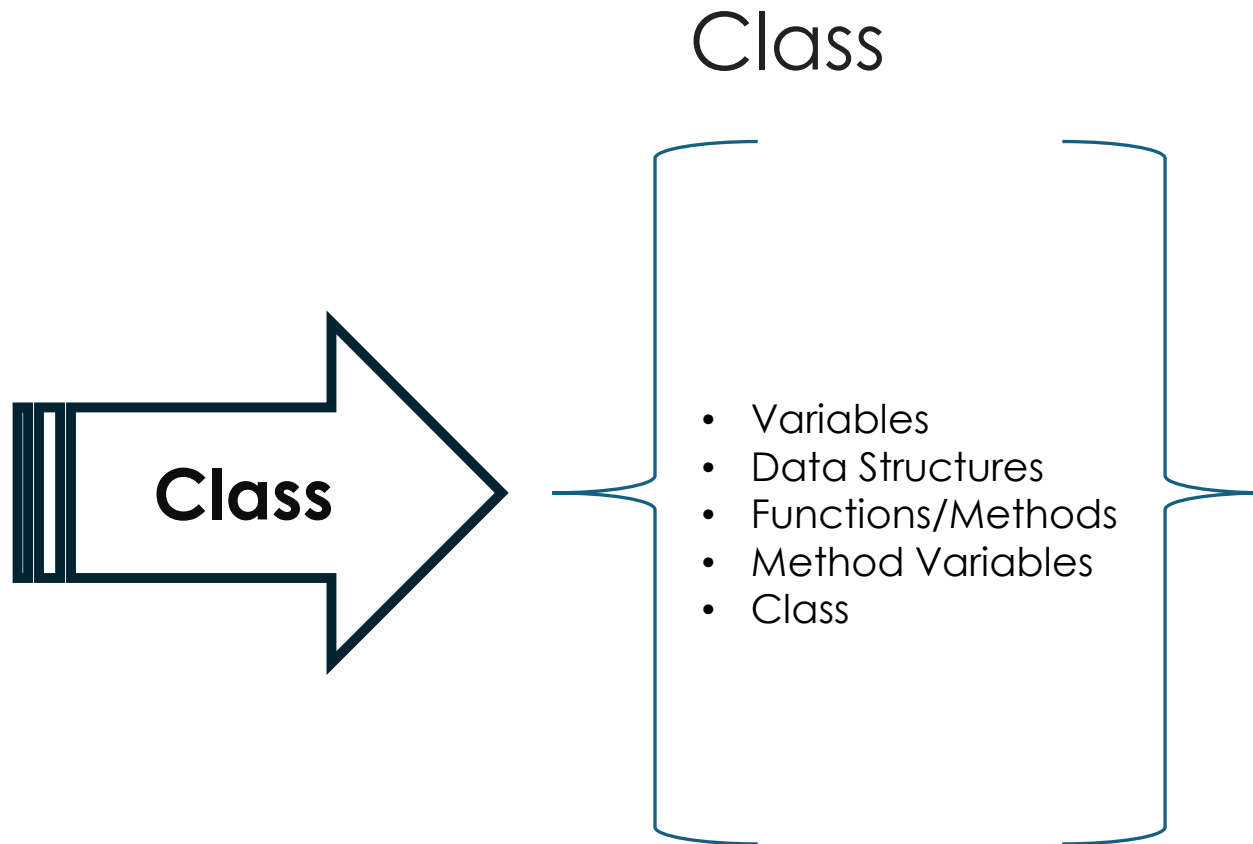 Class
Class
• Variables
• Data Structures
• Functions/Methods
• Method Variables
• Class